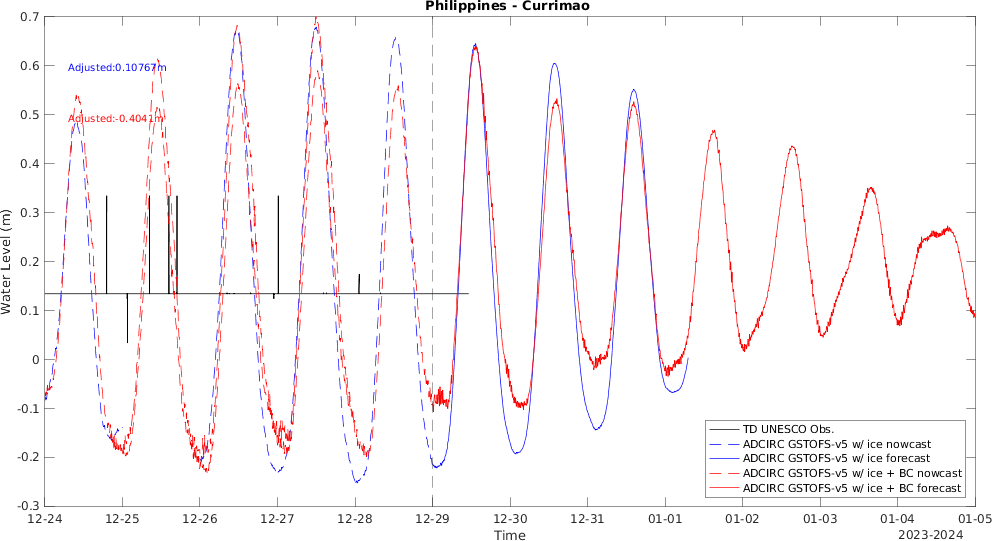 Philippines - Currimao
0.7
0.6
0.5
0.4
0.3
0.2
0.1
0
-0.1
-0.2
-0.3
Water Level (m)
Adjusted:0.10767m
Adjusted:-0.4041m
TD UNESCO Obs.
ADCIRC GSTOFS-v5 w/ ice nowcast
ADCIRC GSTOFS-v5 w/ ice forecast
ADCIRC GSTOFS-v5 w/ ice + BC nowcast
ADCIRC GSTOFS-v5 w/ ice + BC forecast
12-24 12-25 12-26 12-27 12-28 12-29 12-30 12-31 01-01 01-02 01-03 01-04 01-05
Time
2023-2024